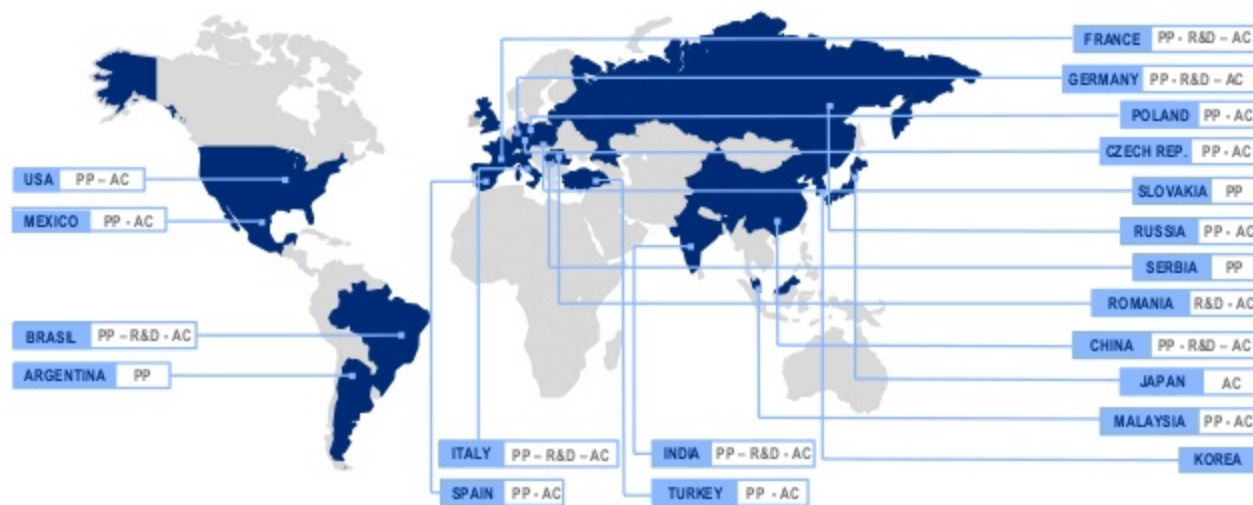 FRANCE PP - R&D – AC
GERMANY PP - R&D – AC
POLAND PP - AC
CZECH REP. PP - AC
USA PP – AC
SLOVAKIA PP
MEXICO PP - AC
RUSSIA PP - AC
SERBIA PP
ROMANIA R&D - AC
BRASIL PP – R&D - AC
CHINA PP - R&D – AC
ARGENTINA PP
JAPAN AC
MALAYSIA PP - AC
ITALY PP – R&D – AC
INDIA PP – R&D - AC
KOREA
SPAIN PP - AC
TURKEY PP - AC